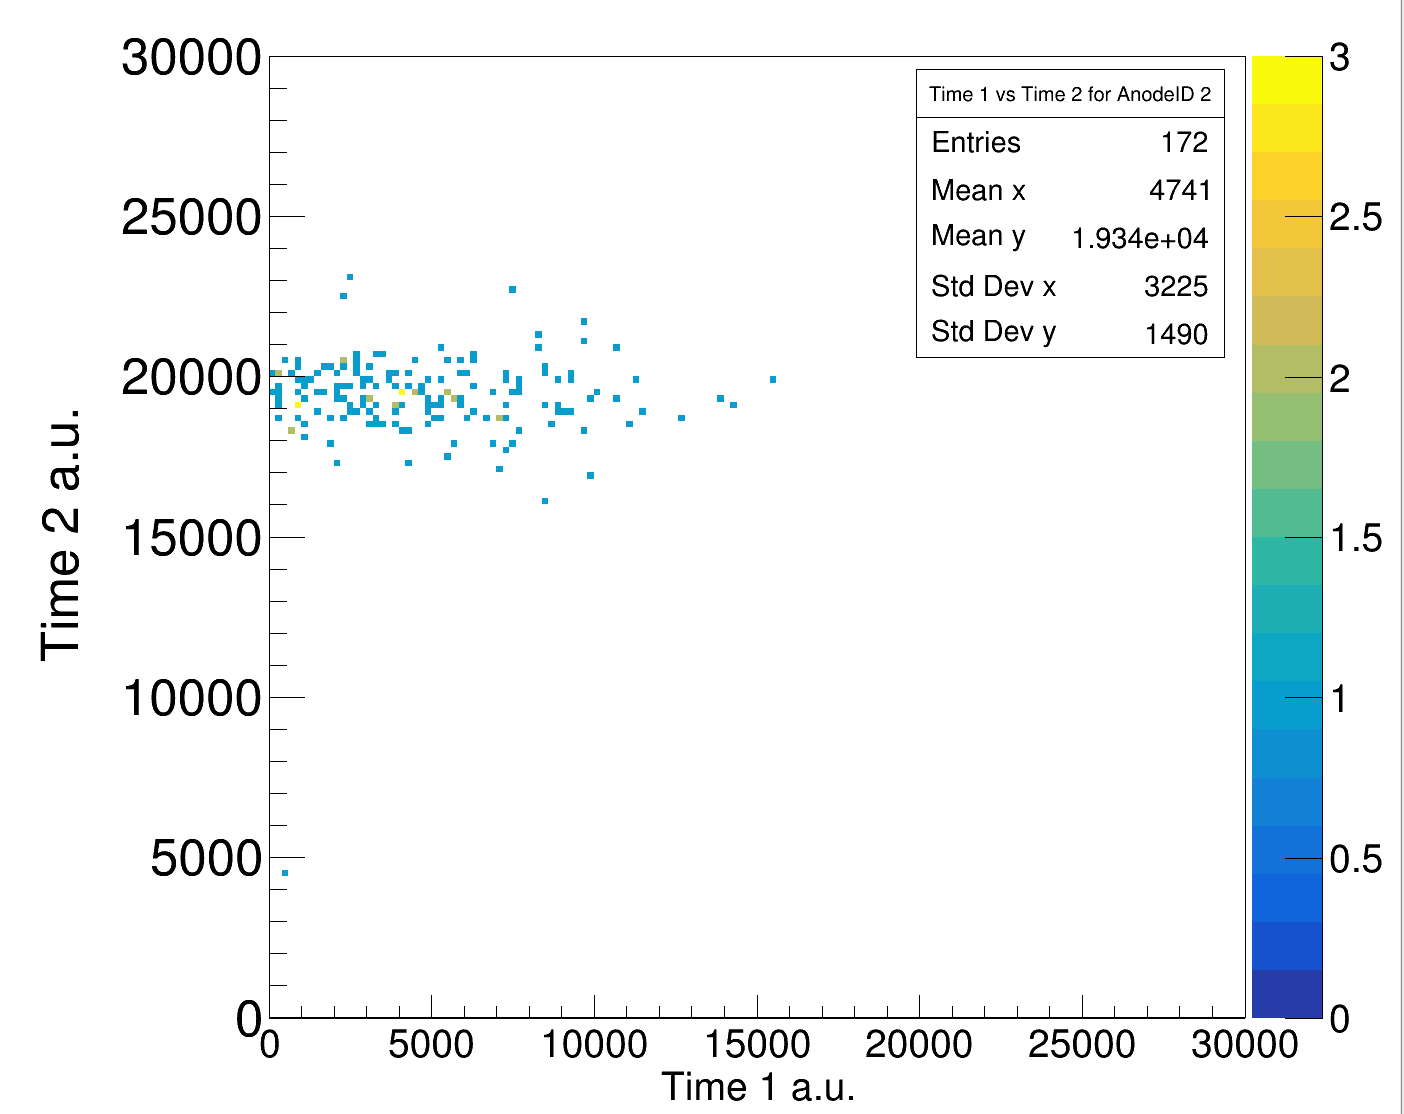 Time 1 vs Time 2 for AnodeID 2
Entries 172
Mean x 4741
Mean y 1.934e+04
Std Dev x 3225
Std Dev y 1490
30000
25000
20000
15000
10000
5000
0
Time 2 a.u.
0 5000 10000 15000 20000 25000 30000
Time 1 a.u.
3
2.5
2
1.5
1
0.5
0